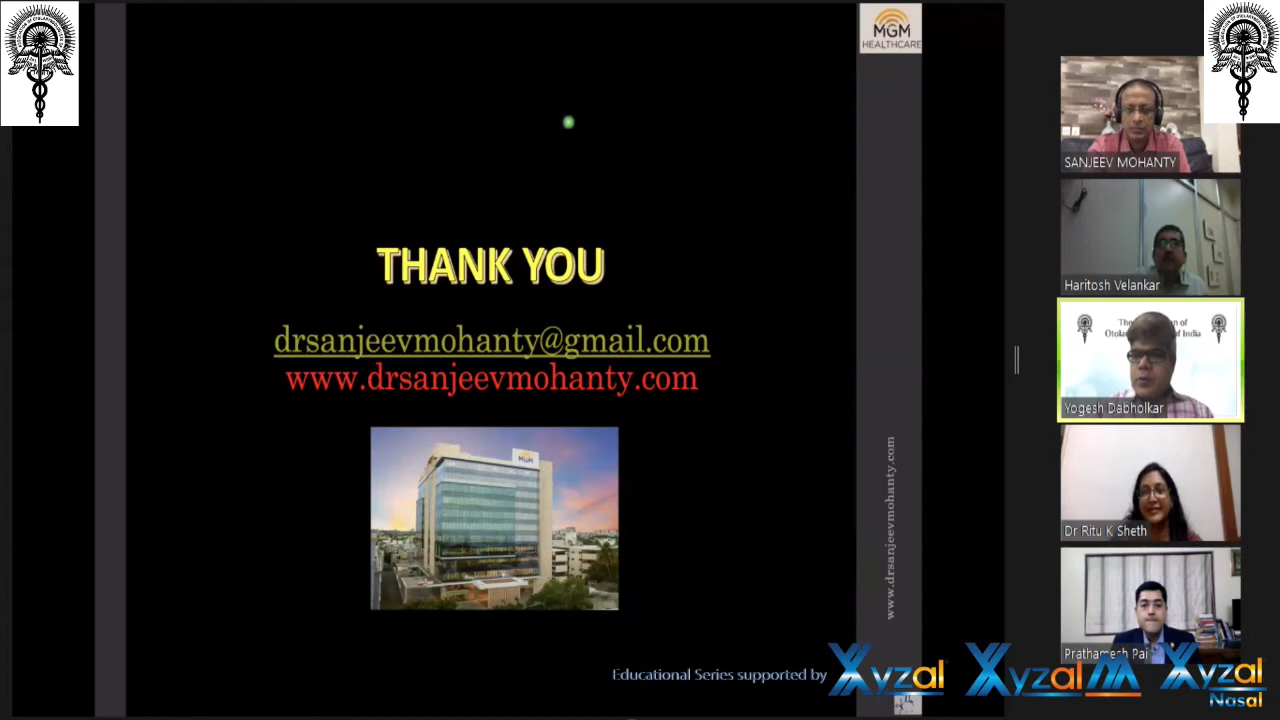 MGM
HEALTHCARE
THANK YOU
drsanjeevmohanty@gmail.com
www.drsanjeevmohanty.com
MGM
www.drsanjeevmohanty.com
SANJEEV MOHANTY
Haritosh Velankar
Yogesh Dabholkar
Dr Ritu K Sheth
Prathamesh Pai
Educational Series supported by
Xyzal
Xyzal M
Xyzal
Nasal